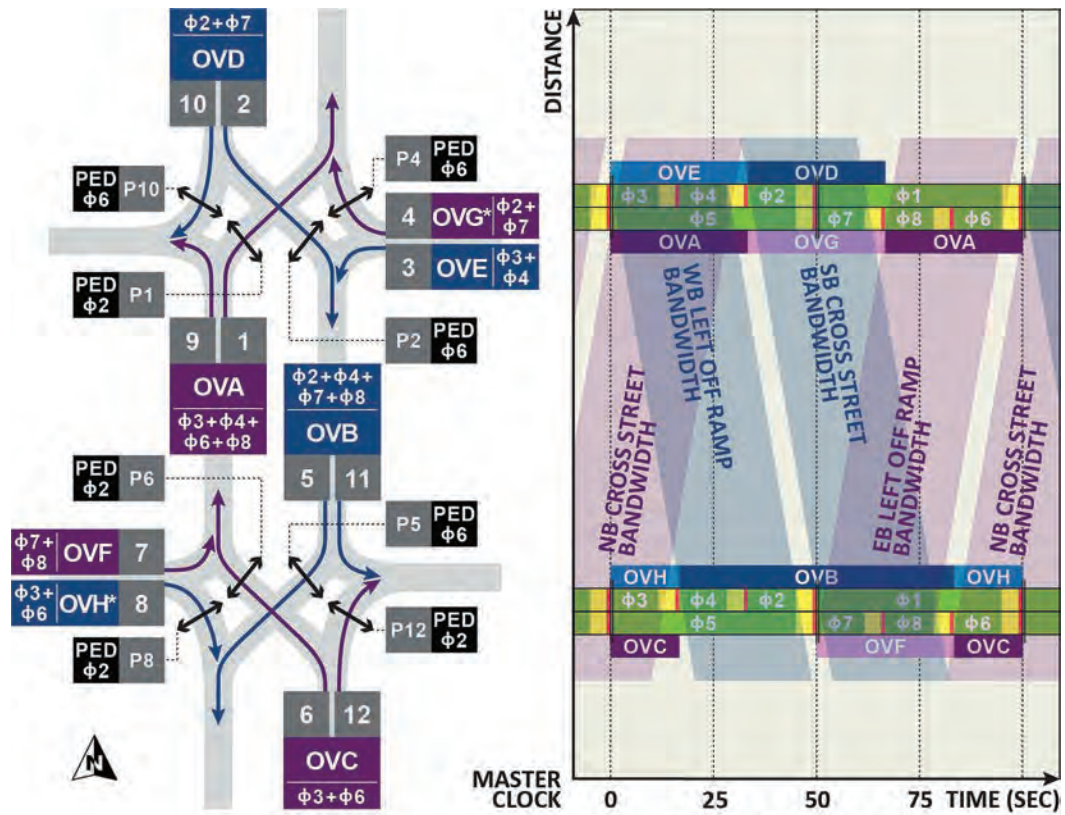 ϕ2+ϕ7
OVD
10 2
PED
ϕ6
P10
P4
PED
ϕ6
4
OVG*
ϕ2+
ϕ7
3
OVE
ϕ3+
ϕ4
PED
ϕ2
P1
P2
PED
ϕ6
9 1
OVA
ϕ3+ϕ4+
ϕ6+ϕ8
ϕ2+ϕ4+
ϕ7+ϕ8
OVB
5 11
PED
ϕ2
P6
P5
PED
ϕ6
ϕ7+
ϕ8
OVF
7
ϕ3+
ϕ6
OVH*
8
PED
ϕ2
P8
P12
PED
ϕ2
6 12
OVC
ϕ3+ϕ6
N
DISTANCE
OVE OVD
ϕ3 ϕ4 ϕ2 ϕ1
ϕ5 ϕ7 ϕ8 ϕ6
OVA OVG OVA
NB CROSS STREET
BANDWIDTH
WB LEFT OFF RAMP
BANDWIDTH
SB CROSS STREET
BANDWIDTH
EB LEFT OFF RAMP
BANDWIDTH
NB CROSS STREET
BANDWIDTH
OVH OVB OVH
ϕ3 ϕ4 ϕ2 ϕ1
ϕ5 ϕ7 ϕ8 ϕ6
OVC OVF OVC
MASTER
CLOCK
0 25 50 75 TIME (SEC)